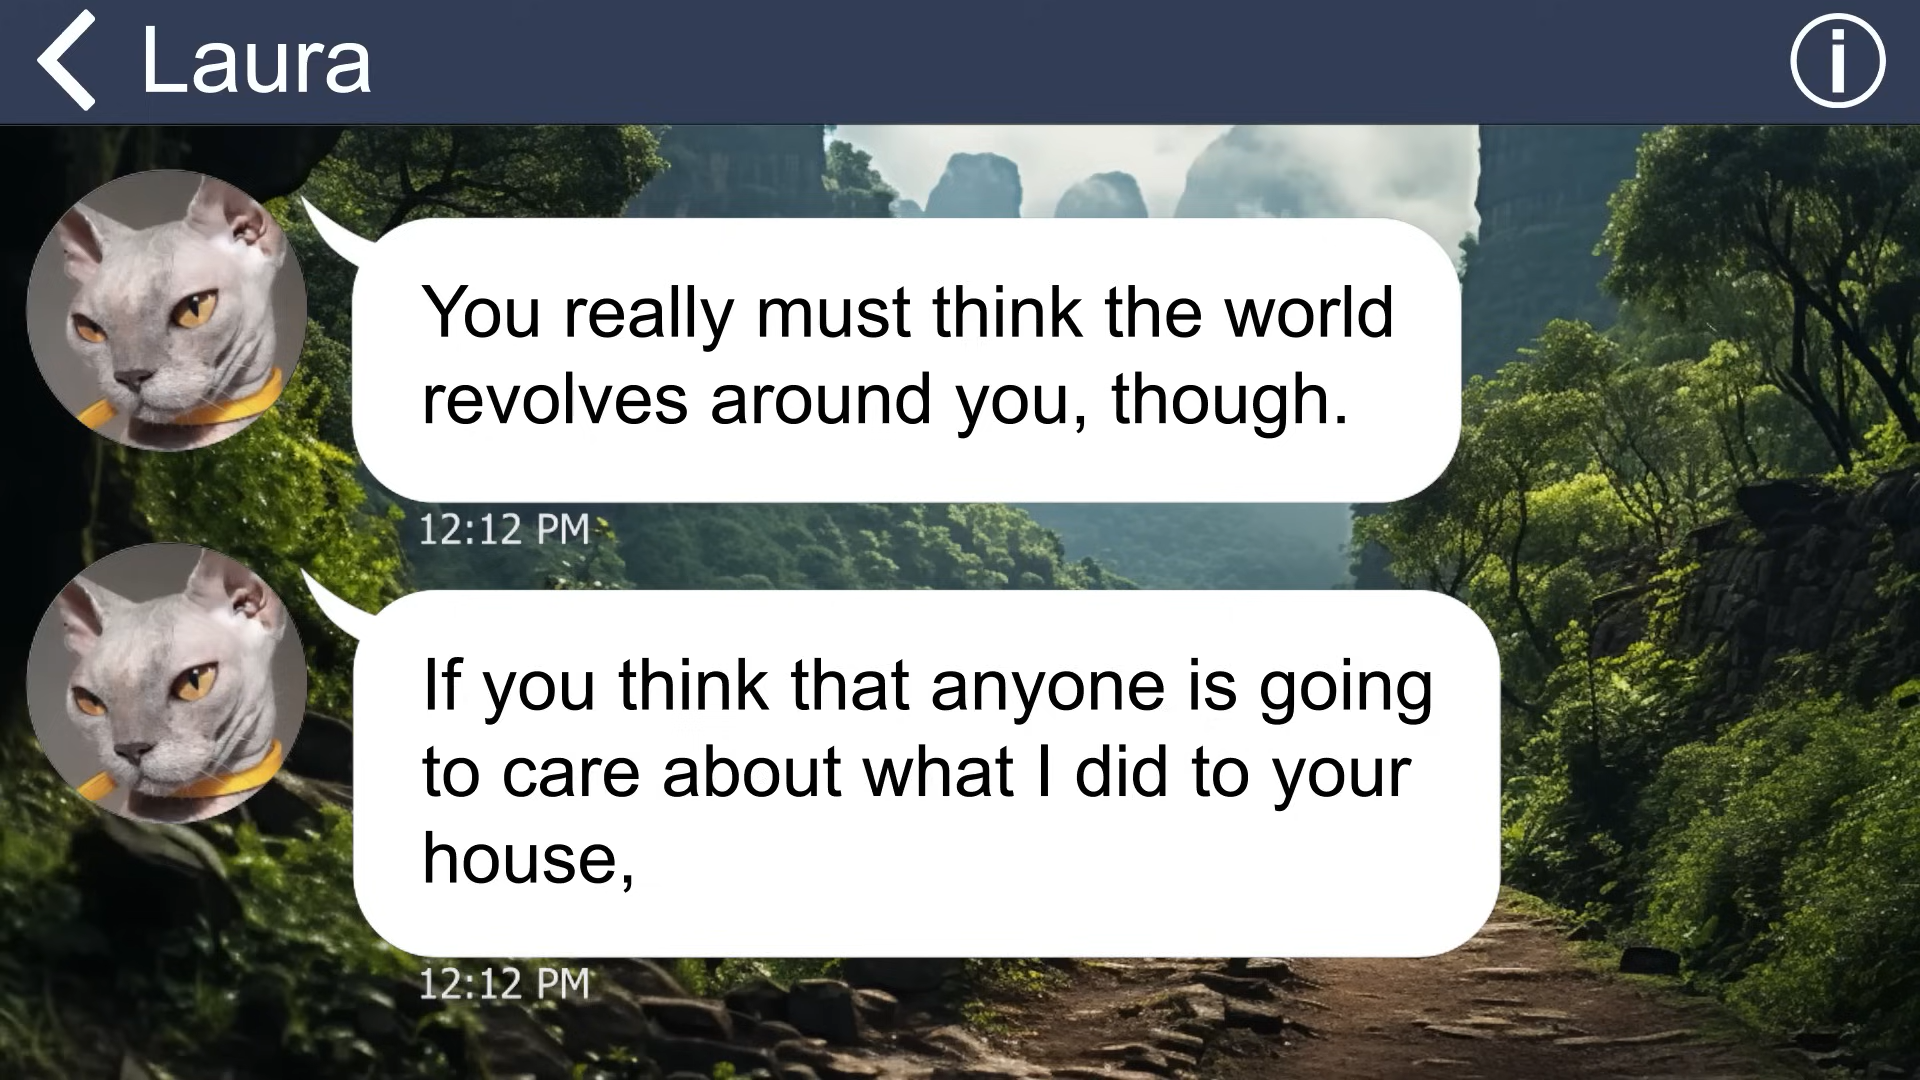 Laura
You really must think the world
revolves around you, though.
12:12 PM
If you think that anyone is going
to care about what I did to your
house,
12:12 PM